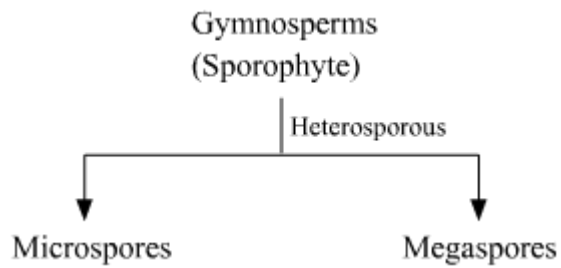 Gymnosperms
(Sporophyte)
Heterosporous
Microspores
Megaspores